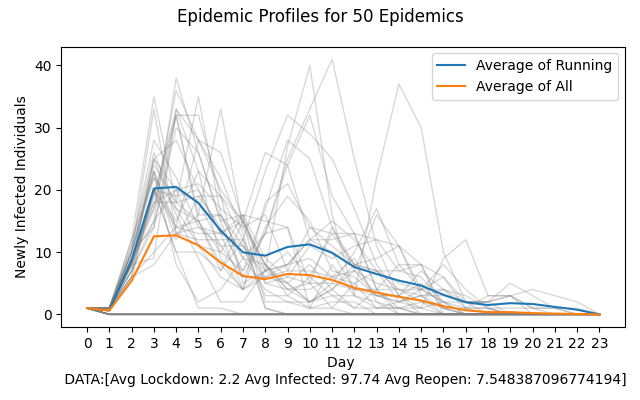 Epidemic Profiles for 50 Epidemics
Average of Running
Average of All
Newly Infected Individuals
40
30
20
10
0
0 1 2 3 4 5 6 7 8 9 10 11 12 13 14 15 16 17 18 19 20 21 22 23
Day
DATA:[Avg Lockdown: 2.2 Avg Infected: 97.74 Avg Reopen: 7.548387096774194]